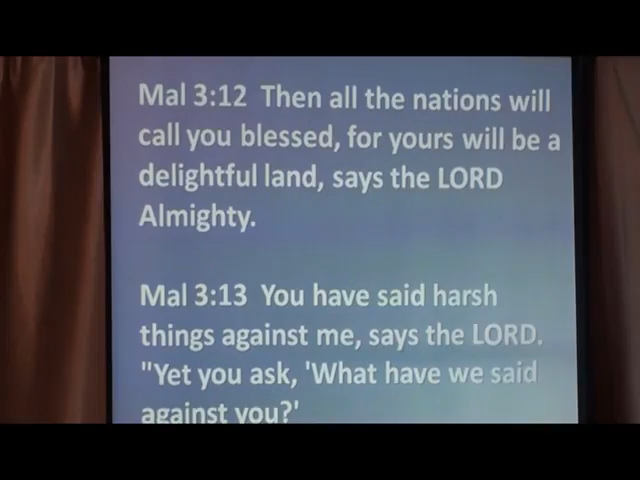 Mal 3:12  Then all the nations will
call you blessed, for yours will be a
delightful land, says the LORD
Almighty.
Mal 3:13  You have said harsh
things against me, says the LORD.
"Yet you ask, 'What have we said
against you?'